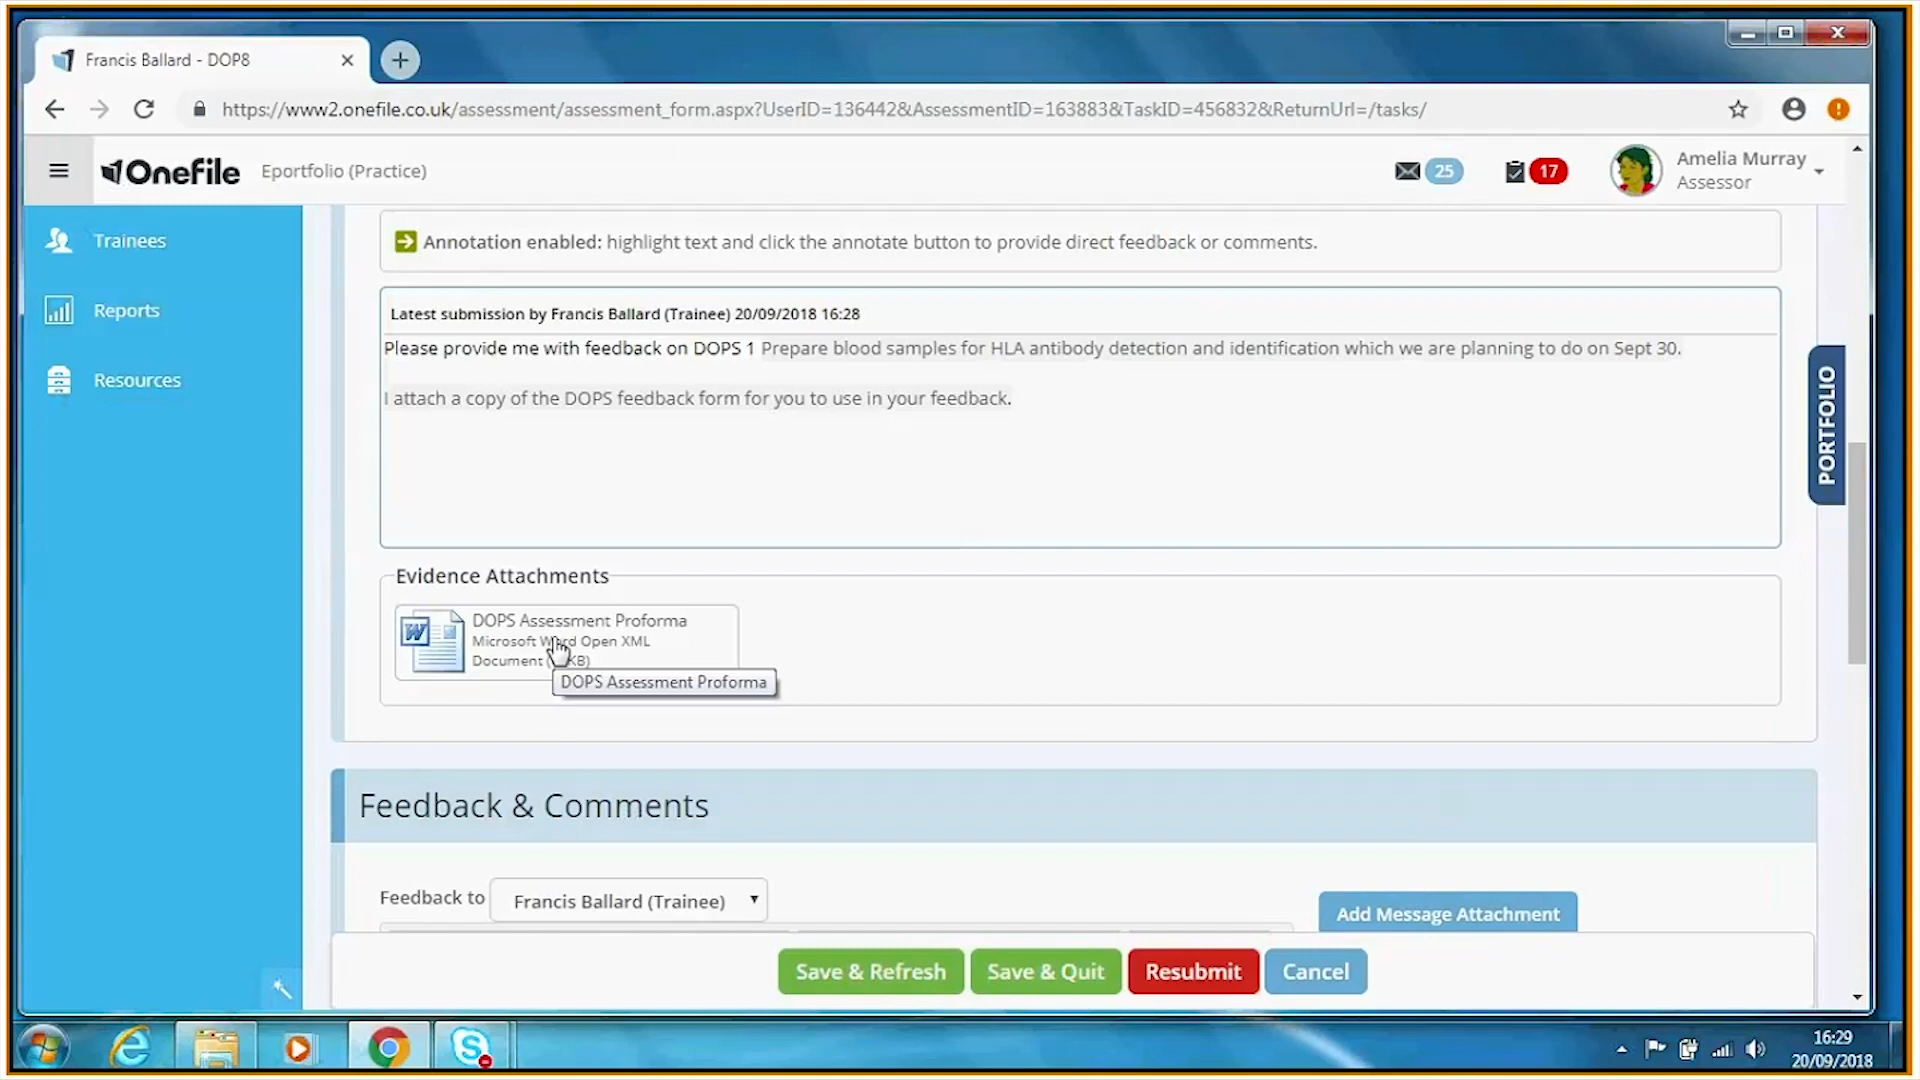 Francis Ballard - DOP8
https://www2.onefile.co.uk/assessment/assessment_form.aspx?UserID=136442&AssessmentID=163883&TaskID=456832&ReturnUrl=/tasks/
Onefile Eportfolio (Practice)
25
17
Amelia Murray
Assessor
Trainees
Reports
Resources
Annotation enabled: highlight text and click the annotate button to provide direct feedback or comments.
Latest submission by Francis Ballard (Trainee) 20/09/2018 16:28
Please provide me with feedback on DOPS 1 Prepare blood samples for HLA antibody detection and identification which we are planning to do on Sept 30.
I attach a copy of the DOPS feedback form for you to use in your feedback.
PORTFOLIO
Evidence Attachments
DOPS Assessment Proforma
Microsoft Word Open XML
Document
DOPS Assessment Proforma
Feedback & Comments
Feedback to Francis Ballard (Trainee)
Add Message Attachment
Save & Refresh
Save & Quit
Resubmit
Cancel
16:29
20/09/2018